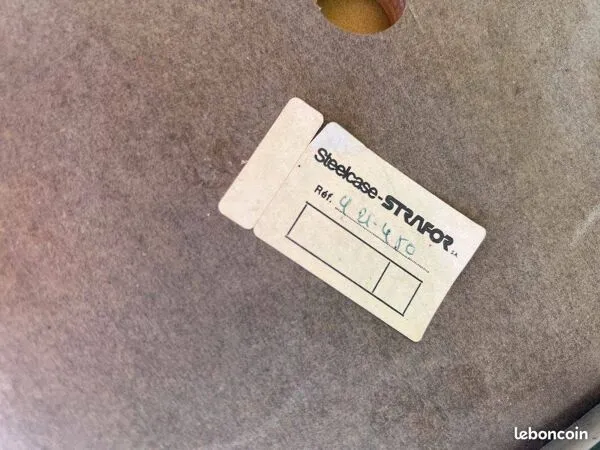 Steelcase-STRAFOR S.A.
Réf. 421-450
leboncoin